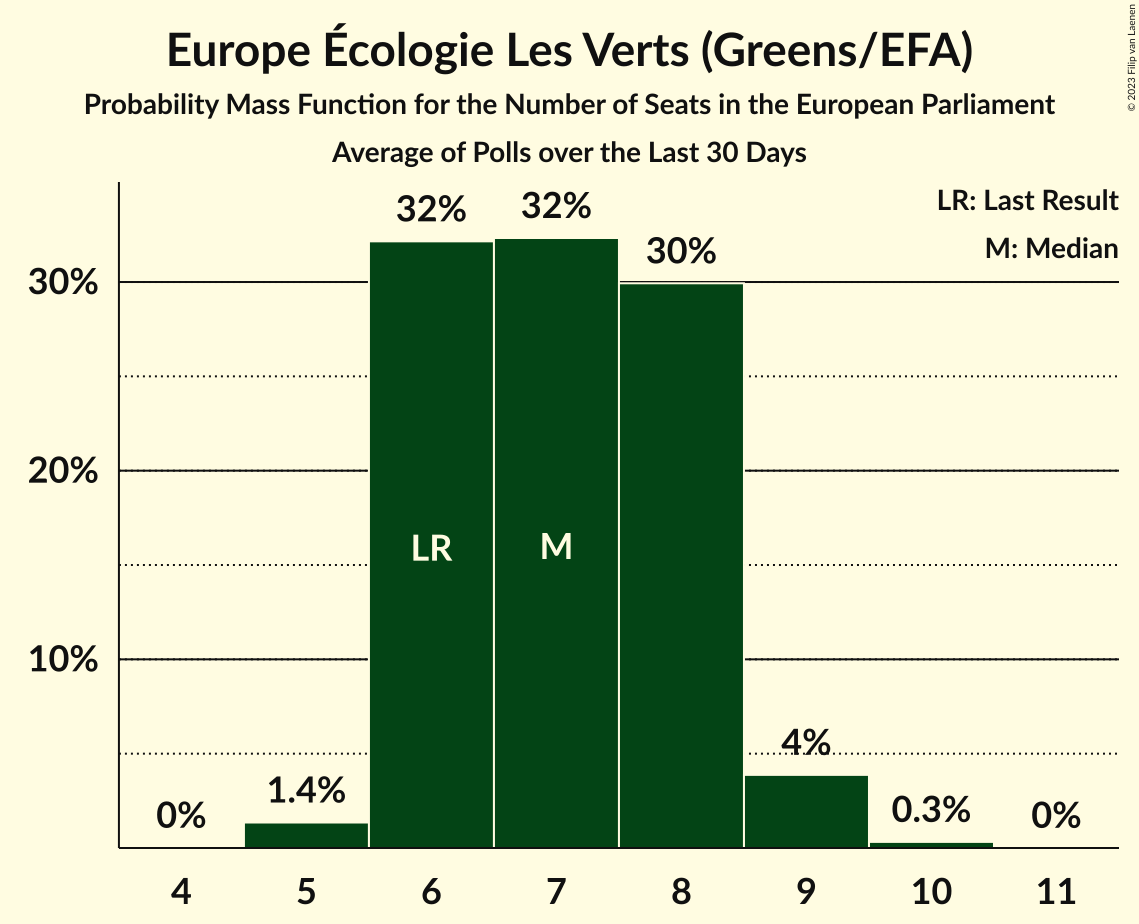 Europe Écologie Les Verts (Greens/EFA)
Probability Mass Function for the Number of Seats in the European Parliament
Average of Polls over the Last 30 Days
© 2023 Filip van Laenen
LR: Last Result
M: Median
32%
32%
30%
30%
20%
10%
LR
M
0%
1.4%
4%
0.3%
0%
4
5
6
7
8
9
10
11